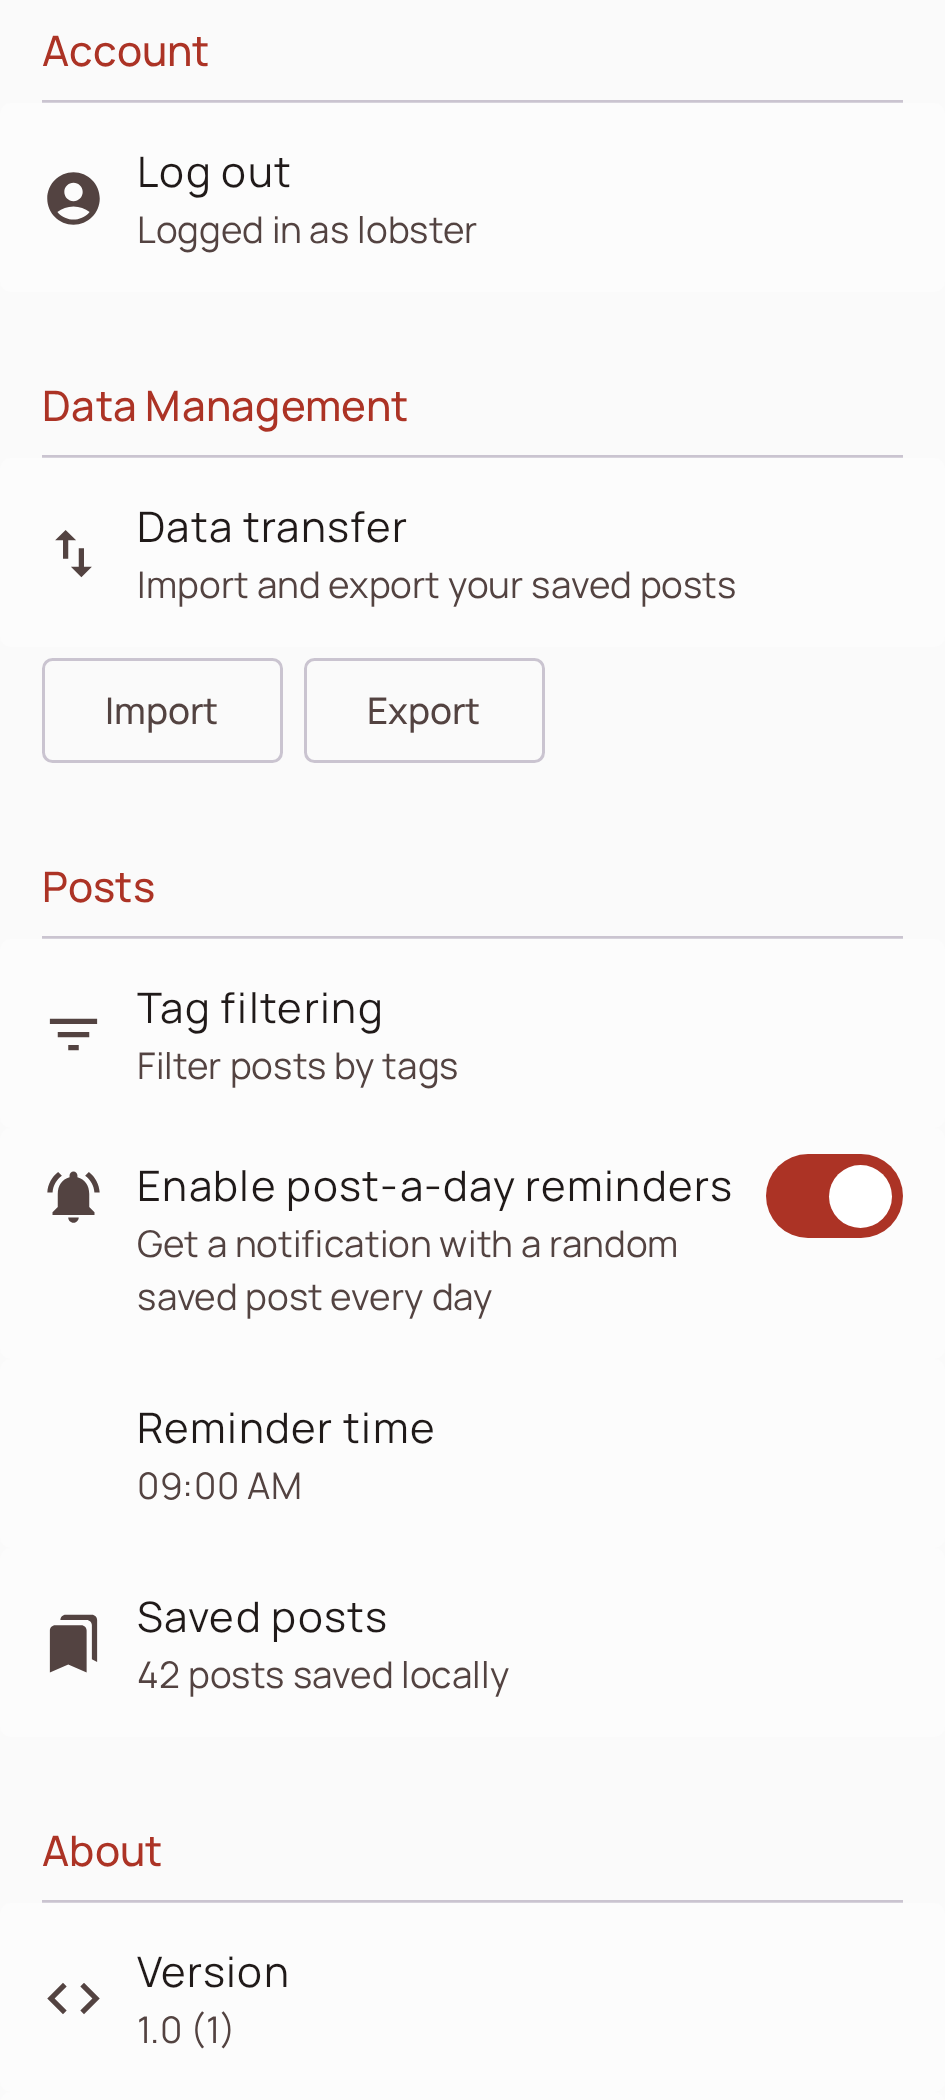 Account
Log out
Logged in as lobster
Data Management
Data transfer
Import and export your saved posts
Import
Export
Posts
Tag filtering
Filter posts by tags
Enable post-a-day reminders
Get a notification with a random
saved post every day
Reminder time
09:00 AM
Saved posts
42 posts saved locally
About
Version
1.0 (1)